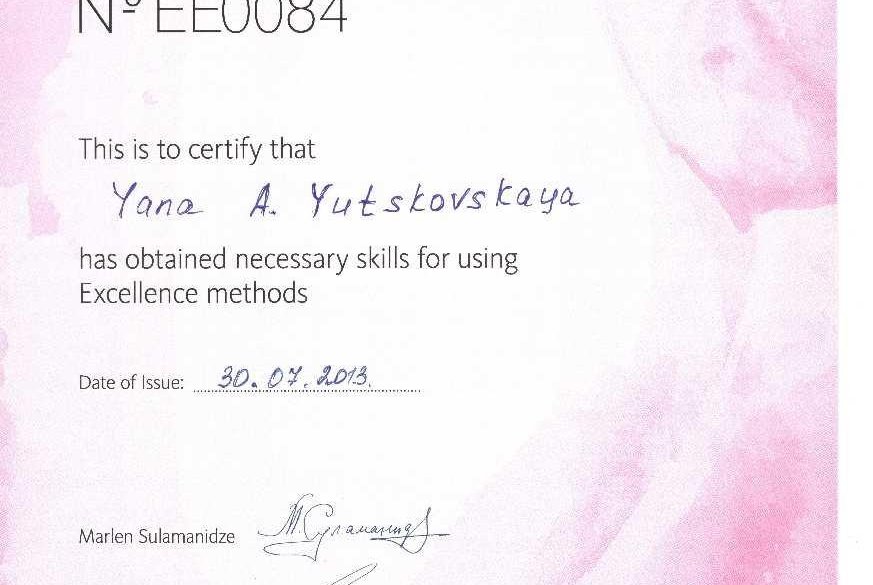 Nº EE0084
This is to certify that
Yana A. Yutskovskaya
has obtained necessary skills for using
Excellence methods
Date of Issue: 30.07.2013.
Marlen Sulamanidze